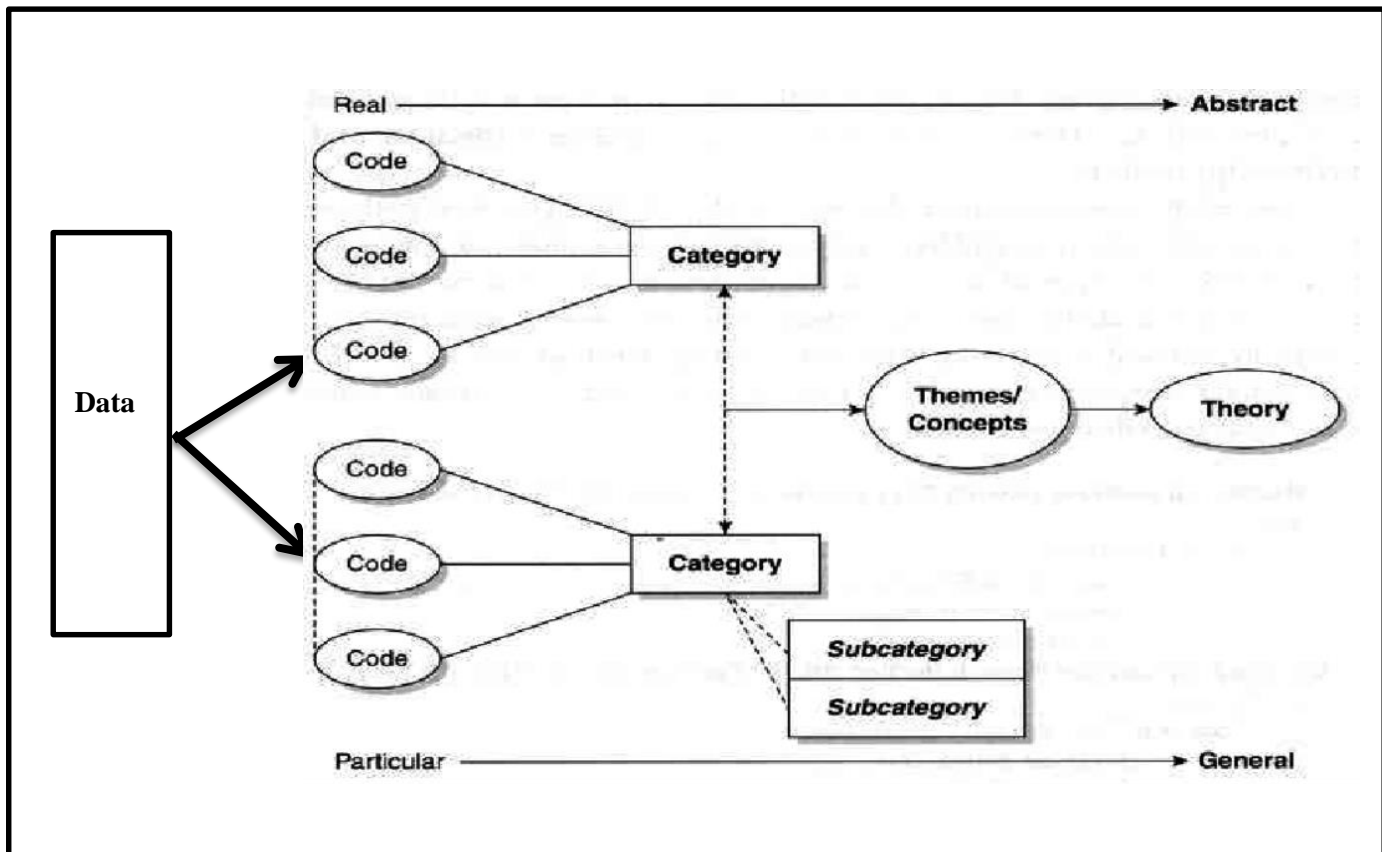 Real
Abstract
Code
Code
Category
Code
Data
Themes/
Concepts
Theory
Code
Code
Category
Code
Subcategory
Subcategory
Particular
General